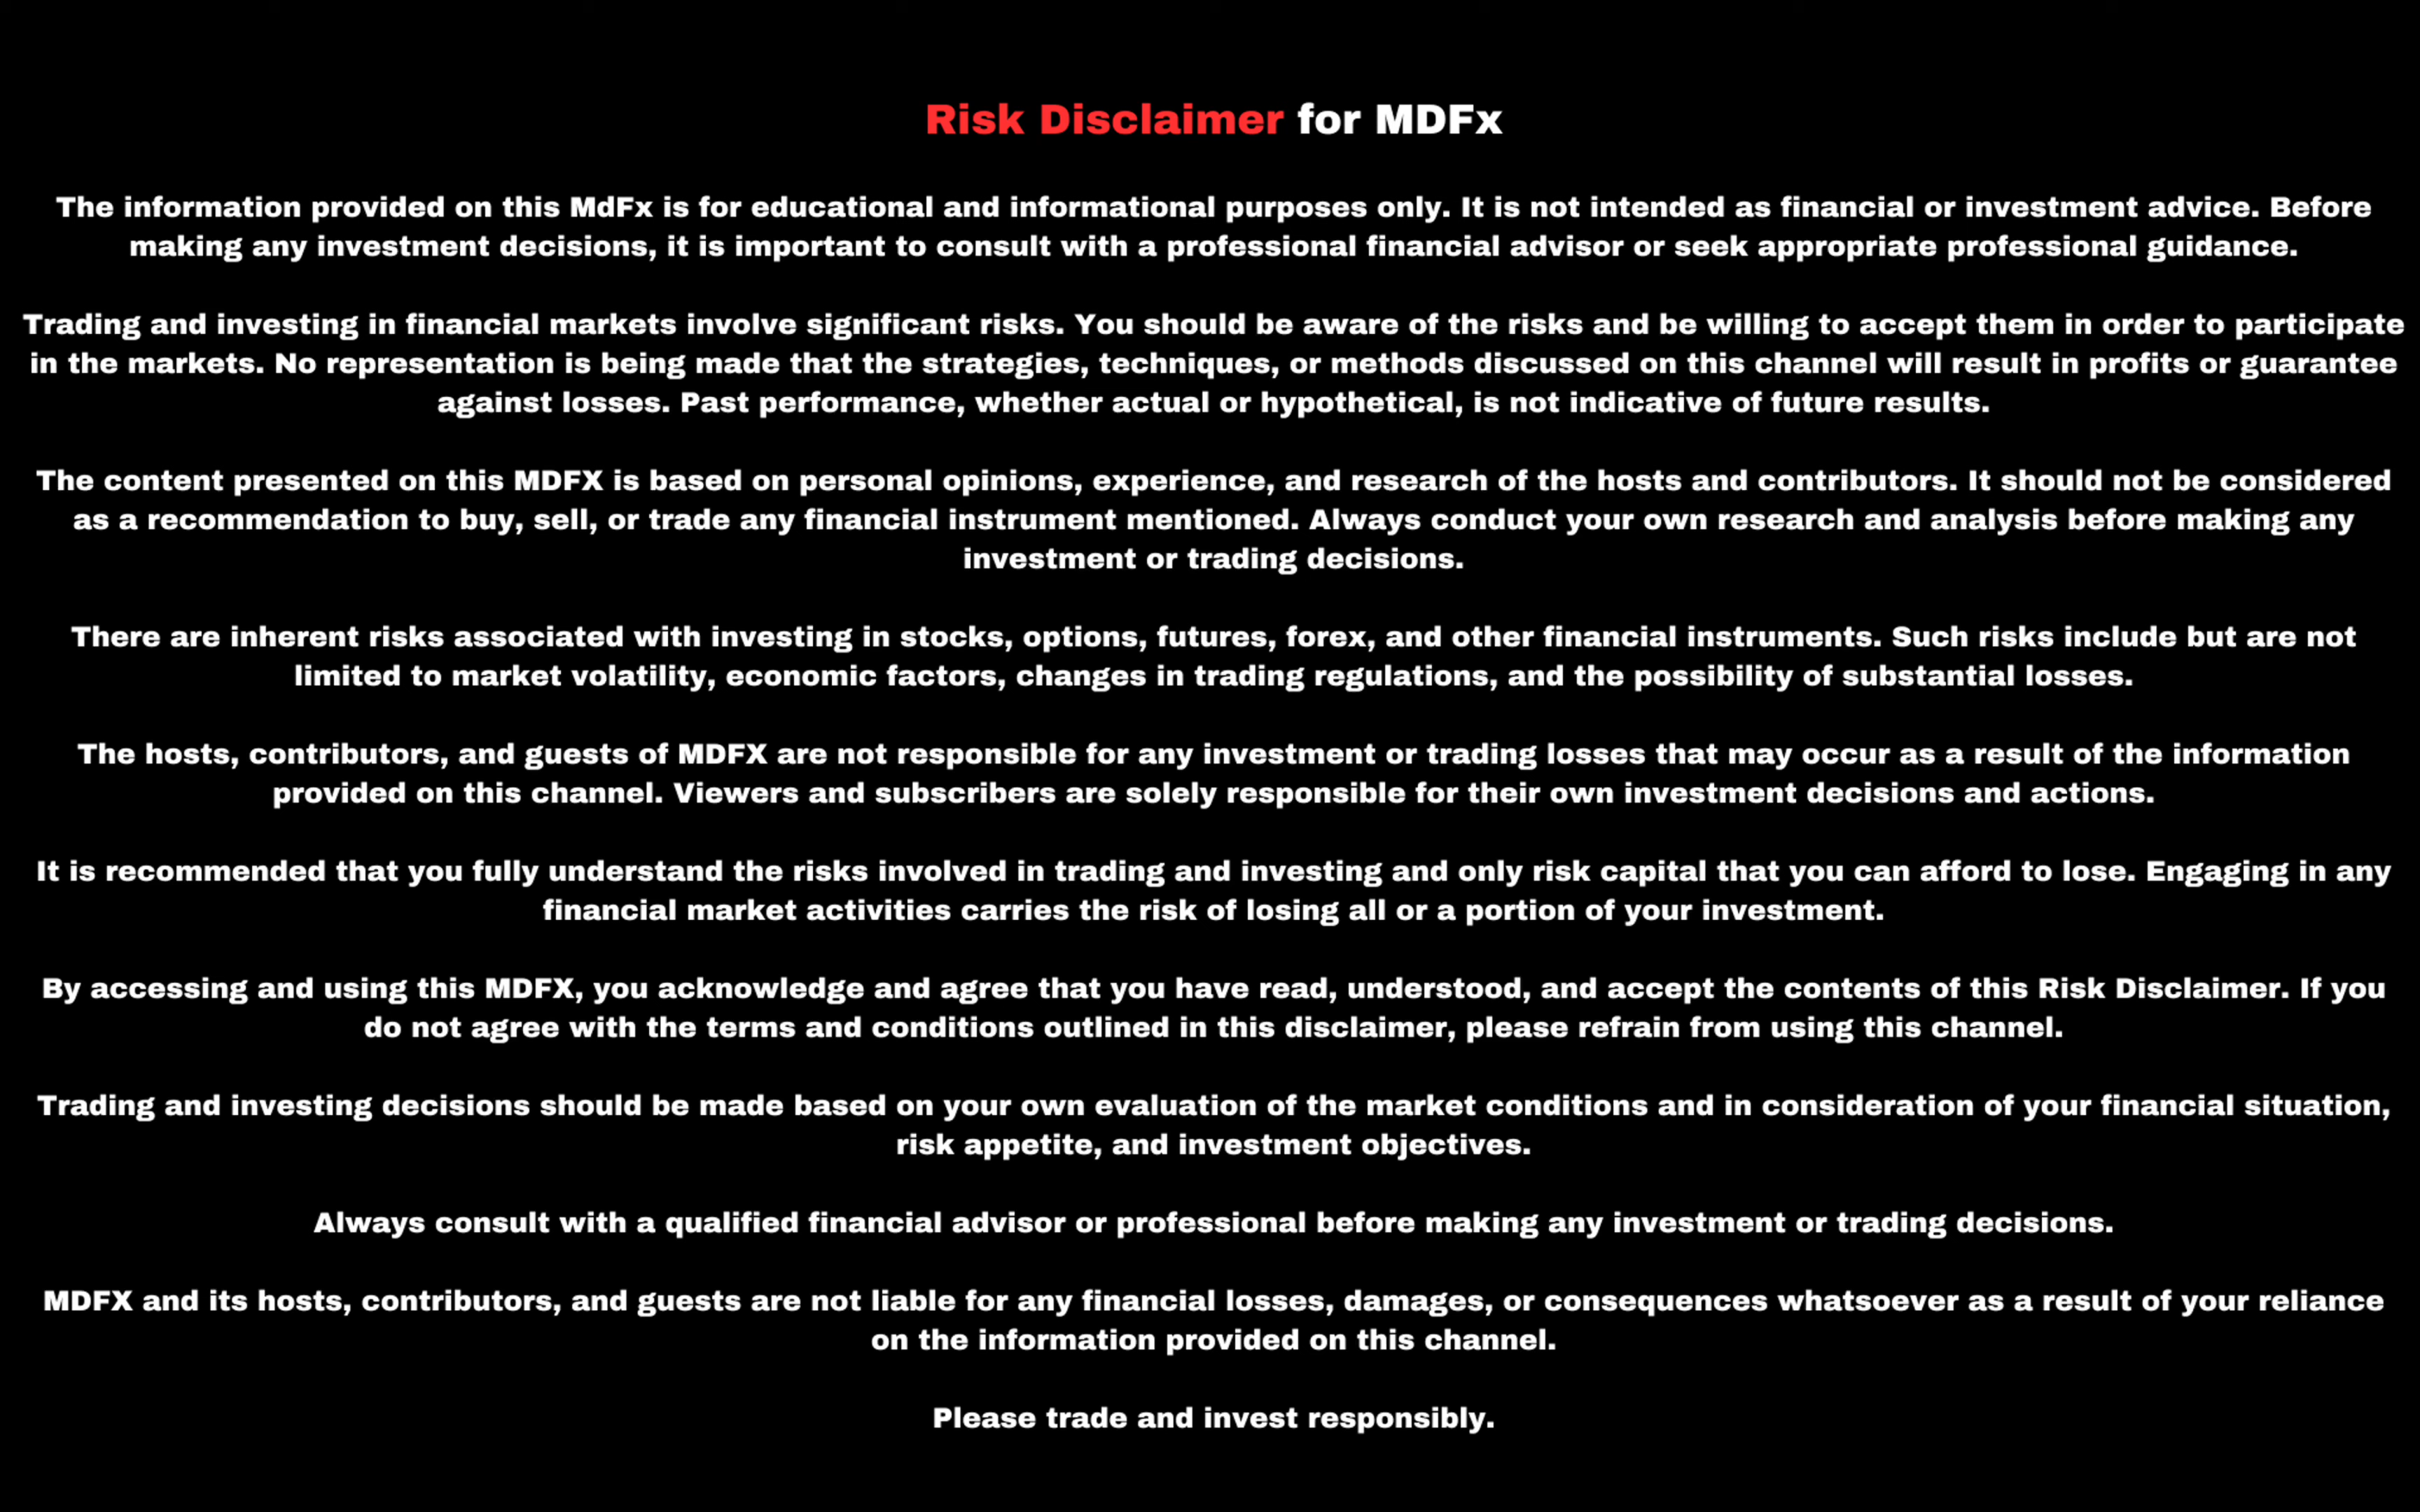 Risk Disclaimer for MDFx
The information provided on this MdFx is for educational and informational purposes only. It is not intended as financial or investment advice. Before
making any investment decisions, it is important to consult with a professional financial advisor or seek appropriate professional guidance.
Trading and investing in financial markets involve significant risks. You should be aware of the risks and be willing to accept them in order to participate
in the markets. No representation is being made that the strategies, techniques, or methods discussed on this channel will result in profits or guarantee
against losses. Past performance, whether actual or hypothetical, is not indicative of future results.
The content presented on this MDFX is based on personal opinions, experience, and research of the hosts and contributors. It should not be considered
as a recommendation to buy, sell, or trade any financial instrument mentioned. Always conduct your own research and analysis before making any
investment or trading decisions.
There are inherent risks associated with investing in stocks, options, futures, forex, and other financial instruments. Such risks include but are not
limited to market volatility, economic factors, changes in trading regulations, and the possibility of substantial losses.
The hosts, contributors, and guests of MDFX are not responsible for any investment or trading losses that may occur as a result of the information
provided on this channel. Viewers and subscribers are solely responsible for their own investment decisions and actions.
It is recommended that you fully understand the risks involved in trading and investing and only risk capital that you can afford to lose. Engaging in any
financial market activities carries the risk of losing all or a portion of your investment.
By accessing and using this MDFX, you acknowledge and agree that you have read, understood, and accept the contents of this Risk Disclaimer. If you
do not agree with the terms and conditions outlined in this disclaimer, please refrain from using this channel.
Trading and investing decisions should be made based on your own evaluation of the market conditions and in consideration of your financial situation,
risk appetite, and investment objectives.
Always consult with a qualified financial advisor or professional before making any investment or trading decisions.
MDFX and its hosts, contributors, and guests are not liable for any financial losses, damages, or consequences whatsoever as a result of your reliance
on the information provided on this channel.
Please trade and invest responsibly.